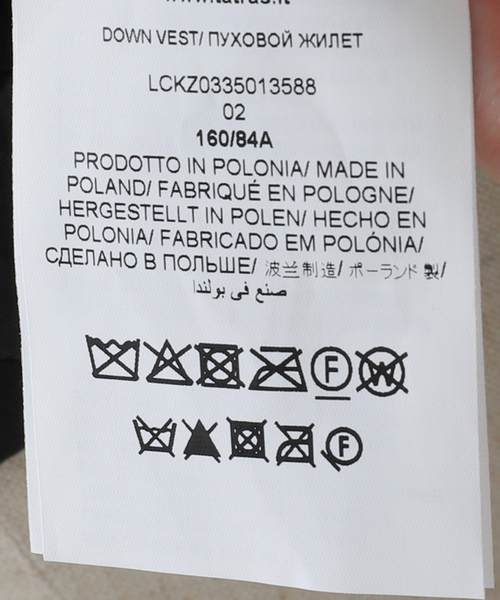 DOWN VEST/ ПУХОВОЙ ЖИЛЕТ
LCKZ0335013588
02
160/84A
PRODOTTO IN POLONIA/ MADE IN
POLAND/ FABRIQUÉ EN POLOGNE/
HERGESTELLT IN POLEN/ HECHO EN
POLONIA/ FABRICADO EM POLÓNIA/
СДЕЛАНО В ПОЛЬШЕ/ 波兰制造/ ポーランド 製/
صنع في بولندا
F W
F